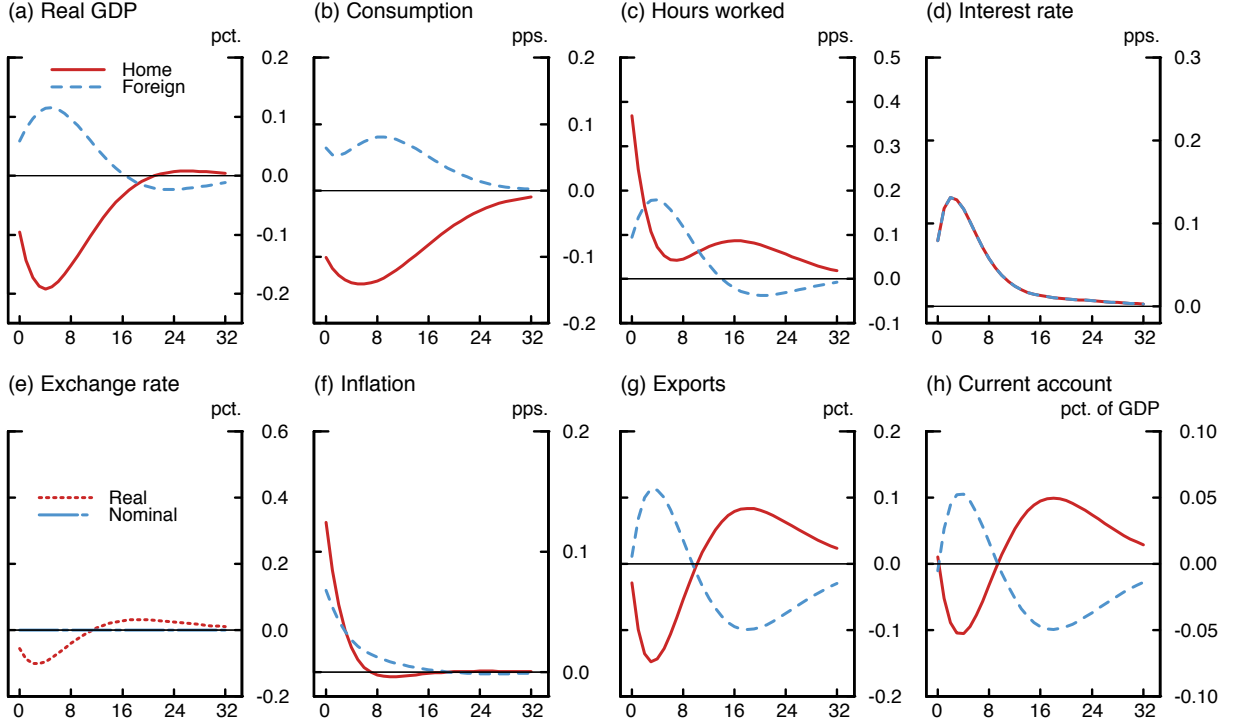 (a) Real GDP
(b) Consumption
(c) Hours worked
(d) Interest rate
pct.
pps.
pps.
pps.
0.2
0.1
0.0
-0.1
-0.2
Home
Foreign
0 8 16 24 32
0.2
0.1
0.0
-0.1
-0.2
0 8 16 24 32
0.5
0.4
0.3
0.2
0.1
0.0
-0.1
0 8 16 24 32
0.3
0.2
0.1
0.0
0 8 16 24 32
(e) Exchange rate
(f) Inflation
(g) Exports
(h) Current account
pct.
pps.
pct.
pct. of GDP
0.6
0.4
0.2
0.0
-0.2
Real
Nominal
0 8 16 24 32
0.2
0.1
0.0
0 8 16 24 32
0.2
0.1
0.0
-0.1
-0.2
0 8 16 24 32
0.10
0.05
0.00
-0.05
-0.10
0 8 16 24 32